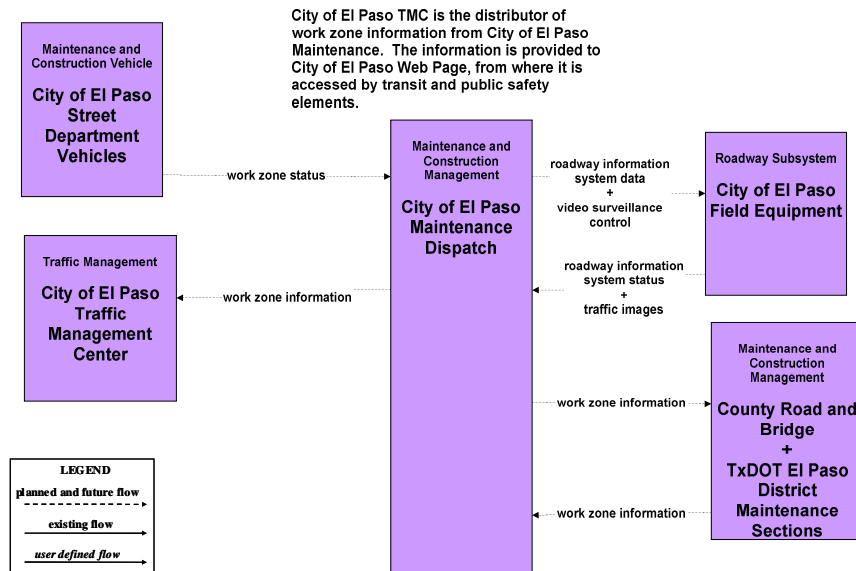 City of El Paso TMC is the distributor of
work zone information from City of El Paso
Maintenance. The information is provided to
City of El Paso Web Page, from where it is
accessed by transit and public safety
elements.
Maintenance and
Construction Vehicle
City of El Paso
Street
Department
Vehicles
work zone status
Maintenance and
Construction
Management
City of El Paso
Maintenance
Dispatch
roadway information
system data
+
video surveillance
control
Roadway Subsystem
City of El Paso
Field Equipment
roadway information
system status
+
traffic images
Traffic Management
City of El Paso
Traffic
Management
Center
work zone information
work zone information
Maintenance and
Construction
Management
County Road and
Bridge
+
TxDOT El Paso
District
Maintenance
Sections
work zone information
LEGEND
planned and future flow
existing flow
user defined flow